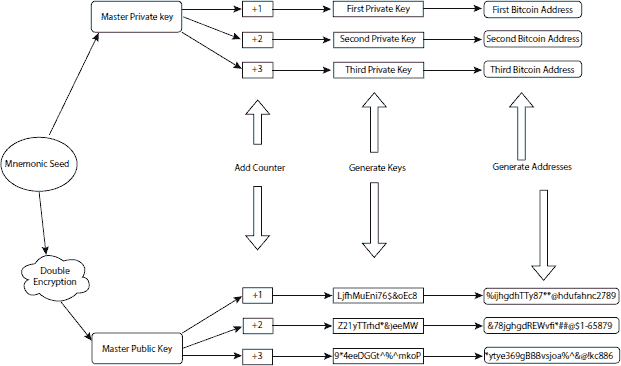 Master Private key
+1
First Private Key
First Bitcoin Address
+2
Second Private Key
Second Bitcoin Address
+3
Third Private Key
Third Bitcoin Address
Mnemonic Seed
Add Counter
Generate Keys
Generate Addresses
Double
Encryption
+1
LjfhMuEni76$&oEc8
%ijhgdhTTy87**@hdufahnc2789
+2
Z21yTTrhd*&jeeMW
&78jghgdREWvfi*##@$1-65879
Master Public Key
+3
9*4eeDGGt^%^mkoP
*ytye369gBBBvsjoa%^&@fkc886